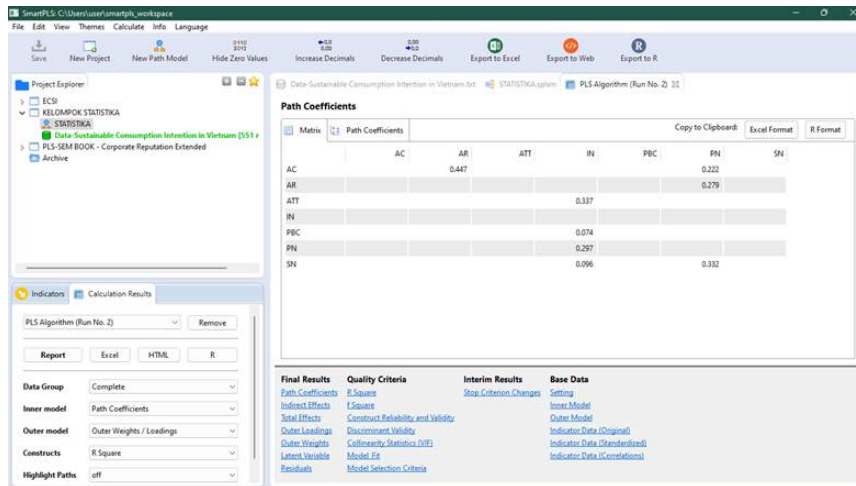 SmartPLS: C:\Users\user\smartpls_workspace
File Edit View Themes Calculate Info Language
Save New Project New Path Model Hide Zero Values Increase Decimals Decrease Decimals Export to Excel Export to Web Export to R
Project Explorer
ECSI
KELOMPOK STATISTIKA
STATISTIKA
Data-Sustainable Consumption Intention in Vietnam [551 r
PLS-SEM BOOK - Corporate Reputation Extended
Archive
Indicators Calculation Results
PLS Algorithm (Run No. 2) Remove
Report Excel HTML R
Data Group Complete
Inner model Path Coefficients
Outer model Outer Weights / Loadings
Constructs R Square
Highlight Paths off
Data-Sustainable Consumption Intention in Vietnam.txt STATISTIKA.splsm PLS Algorithm (Run No. 2)
Path Coefficients
Matrix Path Coefficients Copy to Clipboard: Excel Format R Format
AC AR ATT IN PBC PN SN
AC 0.447 0.222
AR 0.279
ATT 0.337
IN
PBC 0.074
PN 0.297
SN 0.096 0.332
Final Results Quality Criteria Interim Results Base Data
Path Coefficients R Square Stop Criterion Changes Setting
Indirect Effects f Square Inner Model
Total Effects Construct Reliability and Validity Outer Model
Outer Loadings Discriminant Validity Indicator Data (Original)
Outer Weights Collinearity Statistics (VIF) Indicator Data (Standardized)
Latent Variable Model Fit Indicator Data (Correlations)
Residuals Model Selection Criteria